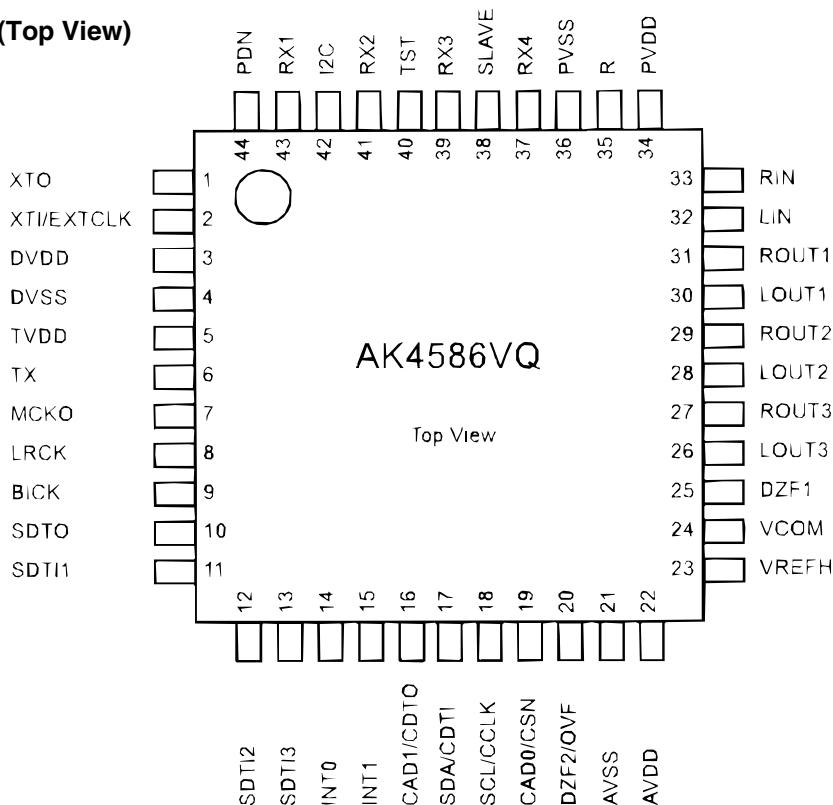 (Top View)
PDN
RX1
I2C
RX2
TST
RX3
SLAVE
RX4
PVSS
R
PVDD
44
43
42
41
40
39
38
37
36
35
34
XTO 1
XTI/EXTCLK 2
DVDD 3
DVSS 4
TVDD 5
TX 6
MCKO 7
LRCK 8
BICK 9
SDTO 10
SDTI1 11
AK4586VQ
Top View
33 RIN
32 LIN
31 ROUT1
30 LOUT1
29 ROUT2
28 LOUT2
27 ROUT3
26 LOUT3
25 DZF1
24 VCOM
23 VREFH
12
13
14
15
16
17
18
19
20
21
22
SDTI2
SDTI3
INT0
INT1
CAD1/CDTO
SDA/CDTI
SCL/CCLK
CAD0/CSN
DZF2/OVF
AVSS
AVDD